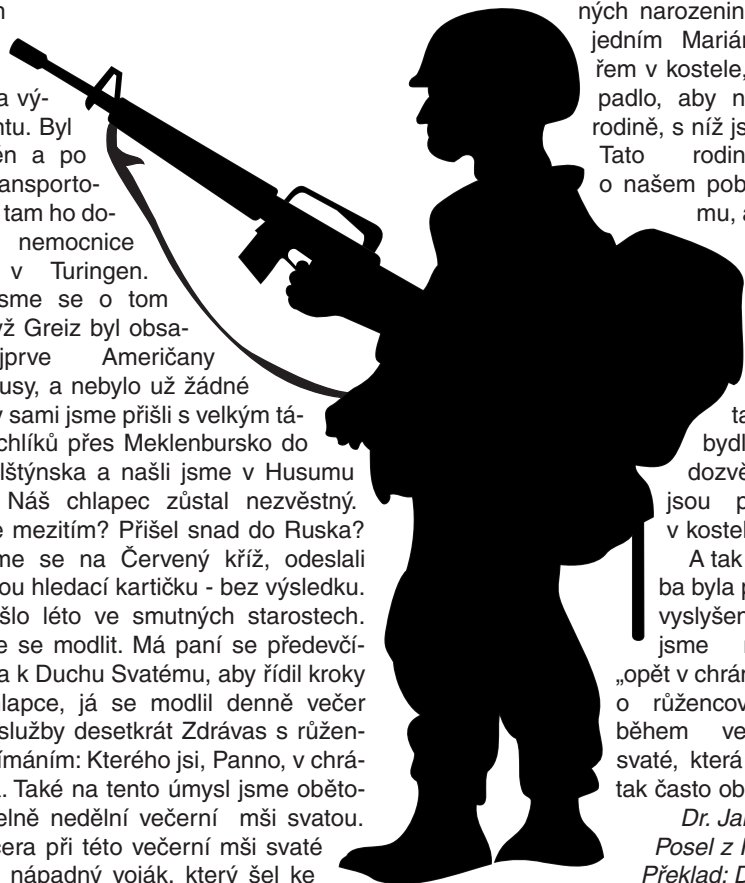 a vý-
ntu. Byl
én a po
ansporto-
tam ho do-
nemocnice
v Turingen.
sme se o tom
yž Greiz byl obsa-
jprve Američany
usy, a nebylo už žádné
y sami jsme přišli s velkým tá-
chlíků přes Meklenbursko do
lštýnska a našli jsme v Husumu
Náš chlapec zůstal nezvěstný.
e mezitím? Přišel snad do Ruska?
me se na Červený kříž, odeslali
ou hledací kartičku - bez výsledku.
šlo léto ve smutných starostech.
e se modlit. Má paní se předevčí-
a k Duchu Svatému, aby řídil kroky
lapce, já se modlil denně večer
služby desetkrát Zdrávas s růžen-
ímáním: Kterého jsi, Panno, v chrá-
. Také na tento úmysl jsme oběto-
elně nedělní večerní mši svatou.
era při této večerní mši svaté
nápadný voják, který šel ke
ných narozenin
jedním Marián
řem v kostele,
padlo, aby n
rodině, s níž js
Tato rodin
o našem pob
mu, a
ta
bydl
dozvě
jsou p
v kostel
A tak
ba byla p
vyslyšen
jsme
„opět v chrán
o růžencov
během ve
svaté, která
tak často ob
Dr. Jar
Posel z
Překlad: D